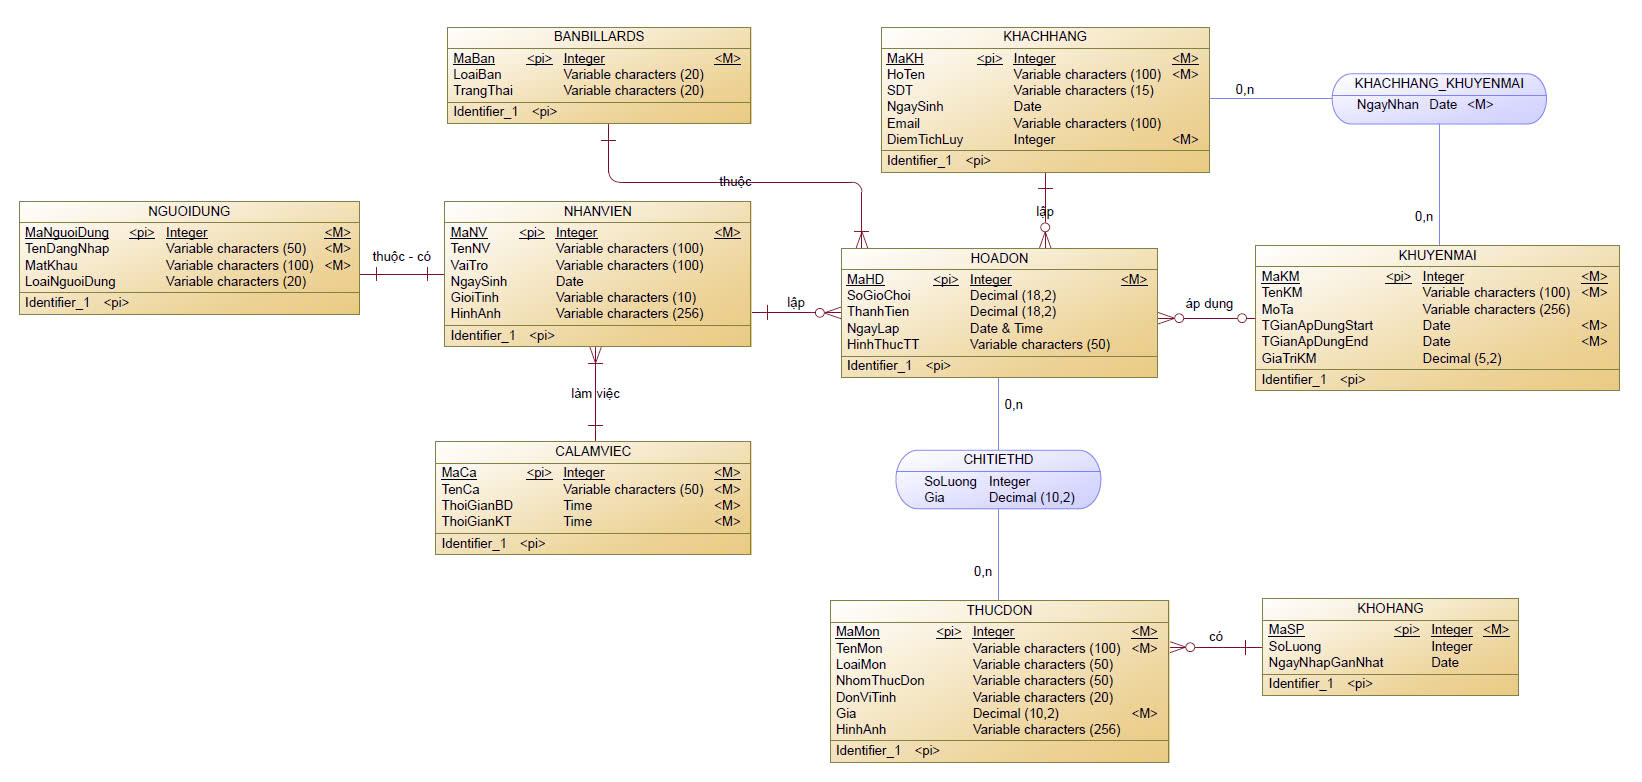 BANBILLARDS
MaBan <pi> Integer <M>
LoaiBan Variable characters (20)
TrangThai Variable characters (20)
Identifier_1 <pi>
KHACHHANG
MaKH <pi> Integer <M>
HoTen Variable characters (100) <M>
SDT Variable characters (15)
NgaySinh Date
Email Variable characters (100)
DiemTichLuy Integer <M>
Identifier_1 <pi>
0,n
KHACHHANG_KHUYENMAI
NgayNhan Date <M>
0,n
thuộc
lập
NGUOIDUNG
MaNguoiDung <pi> Integer <M>
TenDangNhap Variable characters (50) <M>
MatKhau Variable characters (100) <M>
LoaiNguoiDung Variable characters (20)
Identifier_1 <pi>
thuộc - có
NHANVIEN
MaNV <pi> Integer <M>
TenNV Variable characters (100)
VaiTro Variable characters (100)
NgaySinh Date
GioiTinh Variable characters (10)
HinhAnh Variable characters (256)
Identifier_1 <pi>
lập
HOADON
MaHD <pi> Integer <M>
SoGioChoi Decimal (18,2)
ThanhTien Decimal (18,2)
NgayLap Date & Time
HinhThucTT Variable characters (50)
Identifier_1 <pi>
áp dụng
KHUYENMAI
MaKM <pi> Integer <M>
TenKM Variable characters (100) <M>
MoTa Variable characters (256)
TGianApDungStart Date <M>
TGianApDungEnd Date <M>
GiaTriKM Decimal (5,2)
Identifier_1 <pi>
làm việc
0,n
CALAMVIEC
MaCa <pi> Integer <M>
TenCa Variable characters (50) <M>
ThoiGianBD Time <M>
ThoiGianKT Time <M>
Identifier_1 <pi>
CHITIETHD
SoLuong Integer
Gia Decimal (10,2)
0,n
THUCDON
MaMon <pi> Integer <M>
TenMon Variable characters (100) <M>
LoaiMon Variable characters (50)
NhomThucDon Variable characters (50)
DonViTinh Variable characters (20)
Gia Decimal (10,2) <M>
HinhAnh Variable characters (256)
Identifier_1 <pi>
có
KHOHANG
MaSP <pi> Integer <M>
SoLuong Integer
NgayNhapGanNhat Date
Identifier_1 <pi>